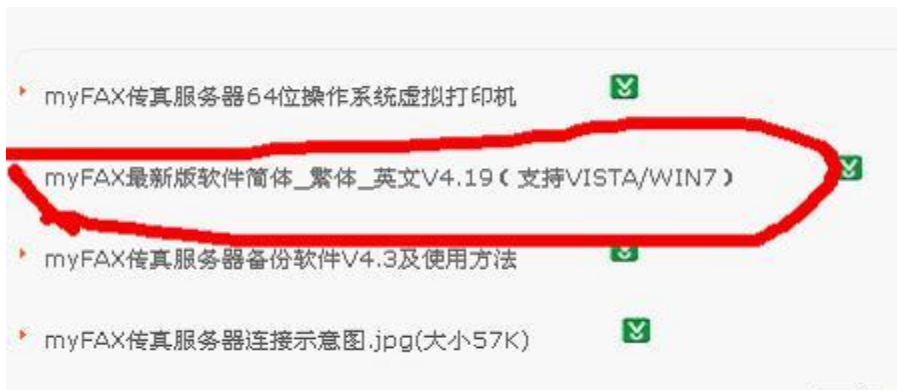 myFAX传真服务器64位操作系统虚拟打印机
myFAX最新版软件简体_繁体_英文V4.19(支持VISTA/WIN7)
myFAX传真服务器备份软件V4.3及使用方法
myFAX传真服务器连接示意图.jpg(大小57K)